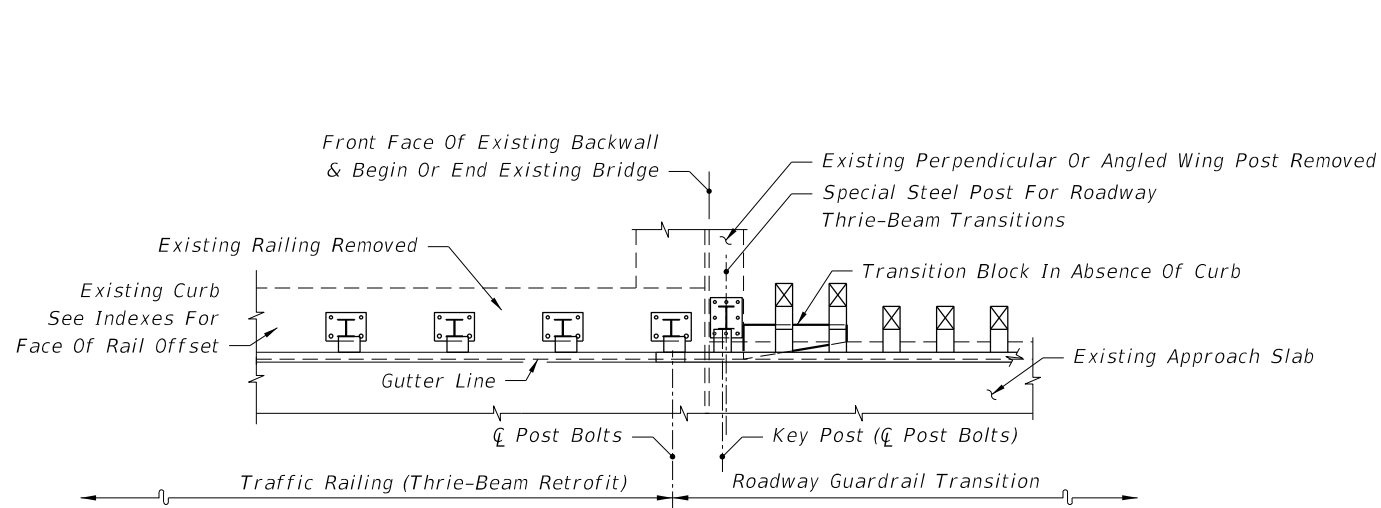 Front Face Of Existing Backwall
& Begin Or End Existing Bridge
Existing Perpendicular Or Angled Wing Post Removed
Special Steel Post For Roadway
Thrie-Beam Transitions
Existing Railing Removed
Transition Block In Absence Of Curb
Existing Curb
See Indexes For
Face Of Rail Offset
Existing Approach Slab
Gutter Line
℄ Post Bolts
Key Post (℄ Post Bolts)
Traffic Railing (Thrie-Beam Retrofit)
Roadway Guardrail Transition